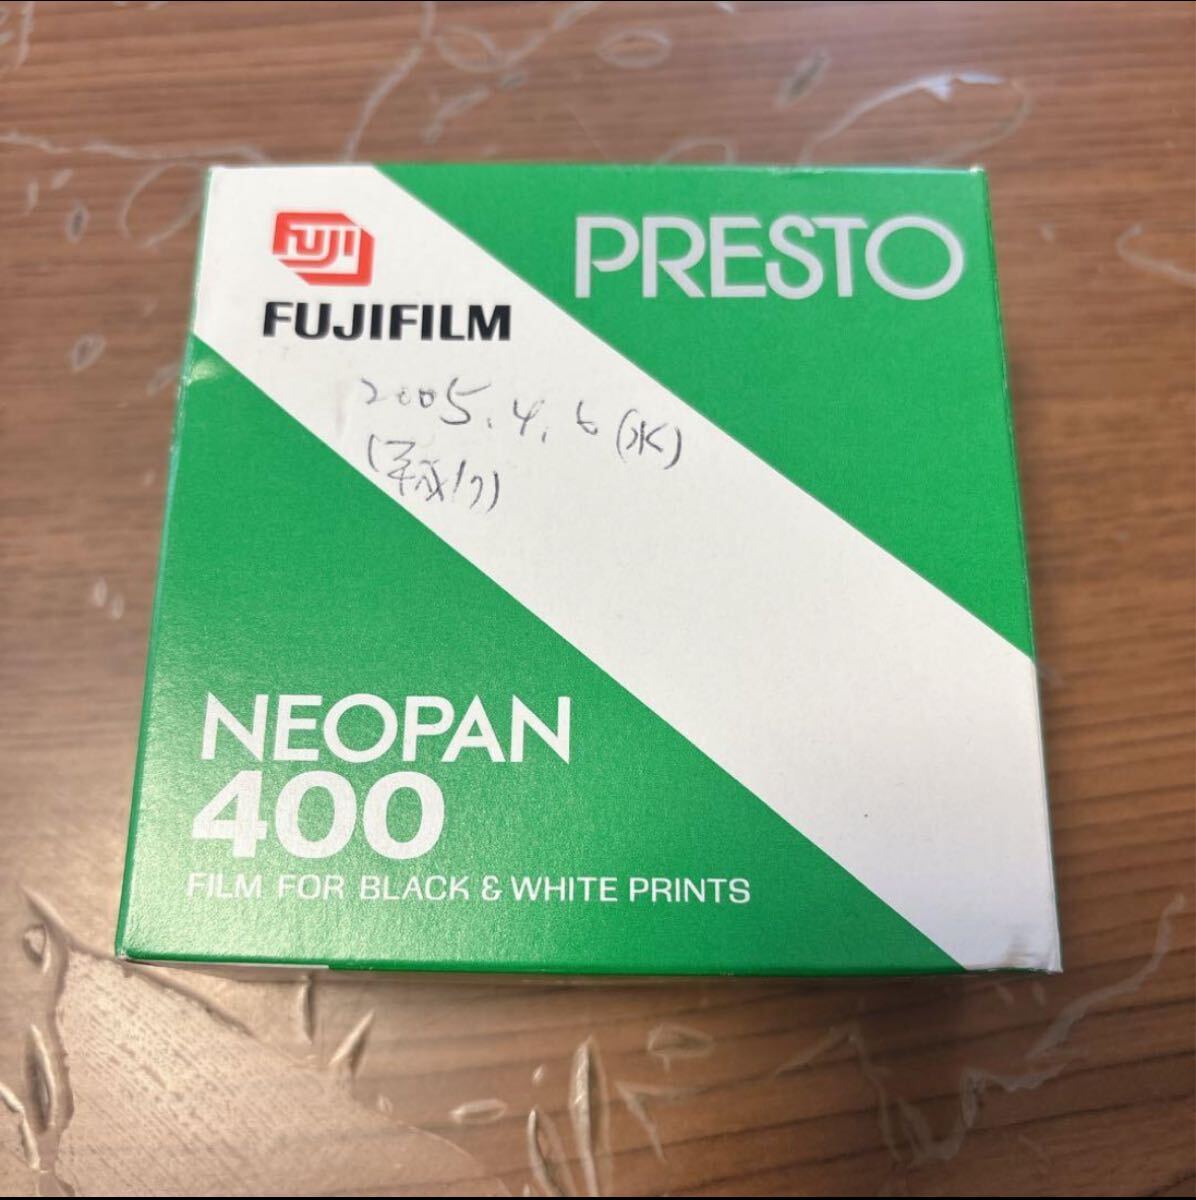 FUJI
FUJIFILM
PRESTO
2005.4.6(水)
(平成17)
NEOPAN
400
FILM FOR BLACK & WHITE PRINTS